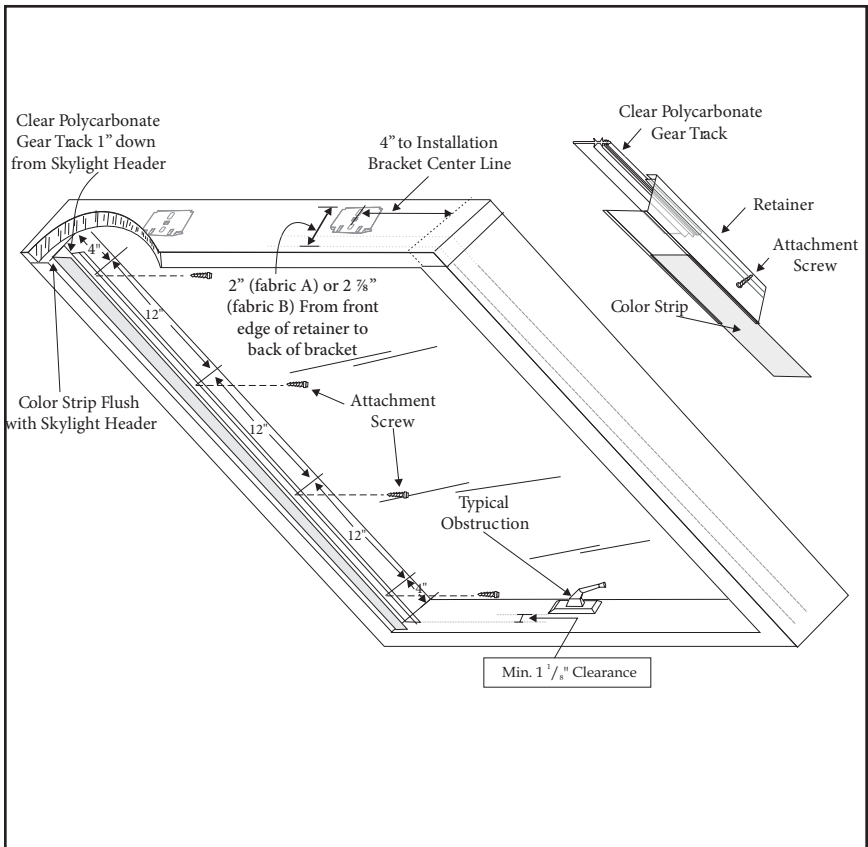 Clear Polycarbonate
Gear Track 1” down
from Skylight Header
4” to Installation
Bracket Center Line
Clear Polycarbonate
Gear Track
Retainer
Attachment
Screw
Color Strip
4"
2” (fabric A) or 2 ⅞”
(fabric B) From front
edge of retainer to
back of bracket
12"
Color Strip Flush
with Skylight Header
Attachment
Screw
12"
Typical
Obstruction
12"
4"
Min. 1 1/8" Clearance